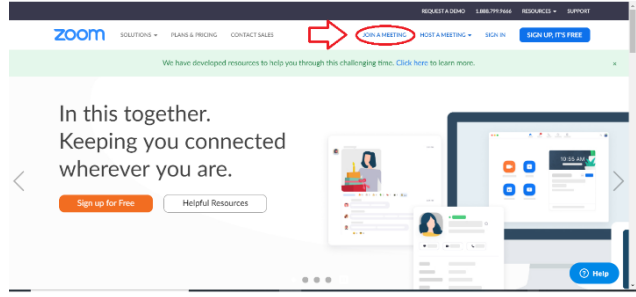 REQUEST A DEMO 1.888.799.9666 RESOURCES SUPPORT
zoom SOLUTIONS PLANS & PRICING CONTACT SALES JOIN A MEETING HOST A MEETING SIGN IN SIGN UP, IT'S FREE
We have developed resources to help you through this challenging time. Click here to learn more.
In this together.
Keeping you connected
wherever you are.
10:55 AM
Sign up for Free Helpful Resources
Help